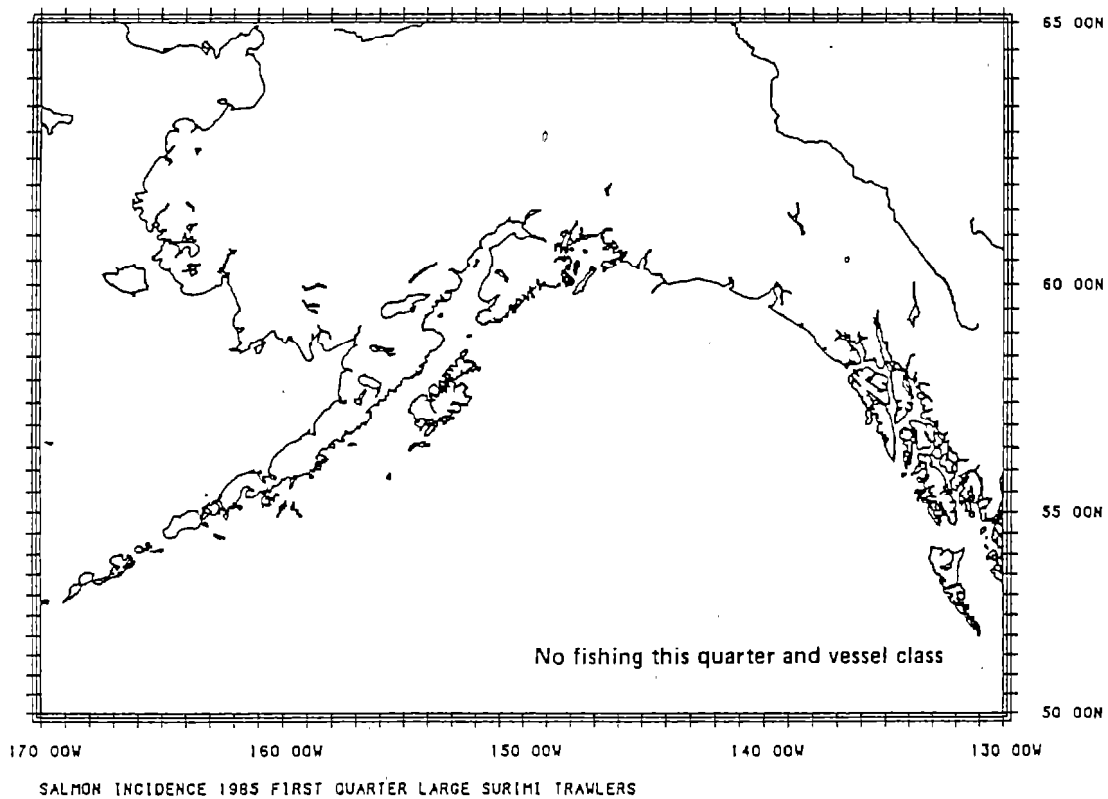 65 00N
60 00N
55 00N
No fishing this quarter and vessel class
50 00N
170 00W 160 00W 150 00W 140 00W 130 00W
SALMON INCIDENCE 1985 FIRST QUARTER LARGE SURIMI TRAWLERS